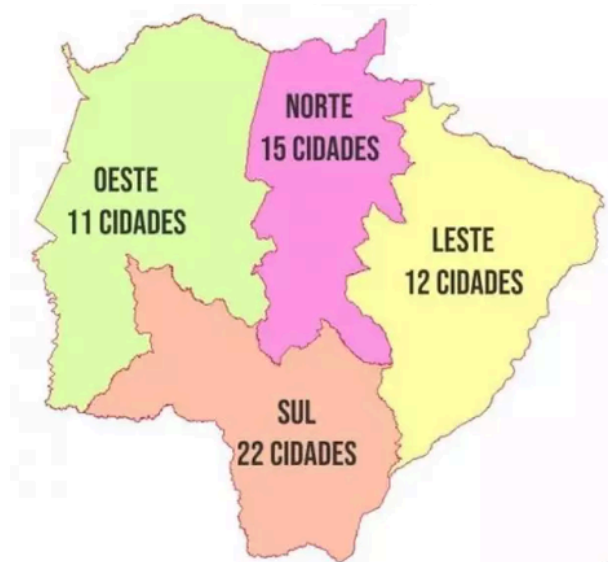 NORTE
15 CIDADES
OESTE
11 CIDADES
LESTE
12 CIDADES
SUL
22 CIDADES